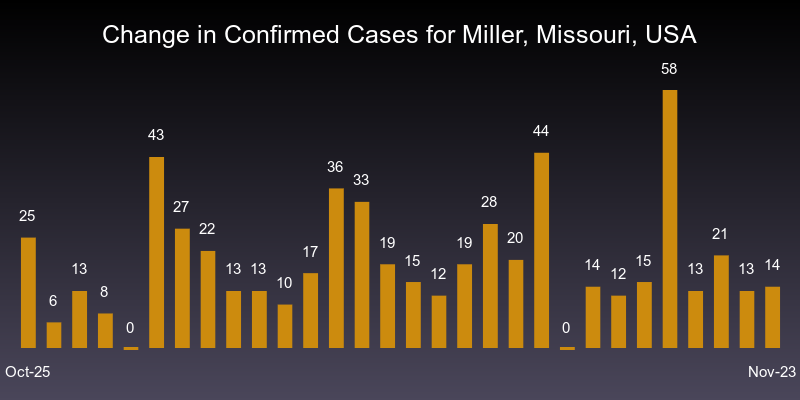 Change in Confirmed Cases for Miller, Missouri, USA
25 6 13 8 0 43 27 22 13 13 10 17 36 33 19 15 12 19 28 20 44 0 14 12 15 58 13 21 13 14
Oct-25 Nov-23